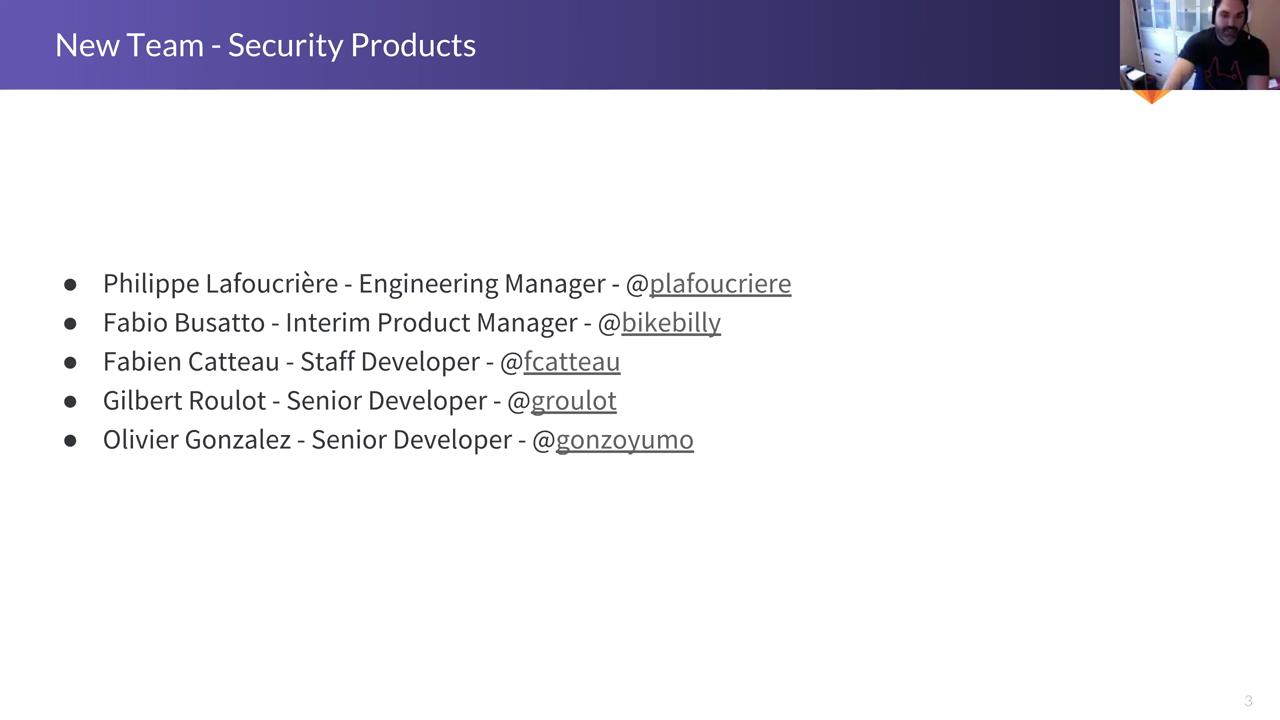 New Team - Security Products
● Philippe Lafoucrière - Engineering Manager - @plafoucriere
● Fabio Busatto - Interim Product Manager - @bikebilly
● Fabien Catteau - Staff Developer - @fcatteau
● Gilbert Roulot - Senior Developer - @groulot
● Olivier Gonzalez - Senior Developer - @gonzoyumo
3